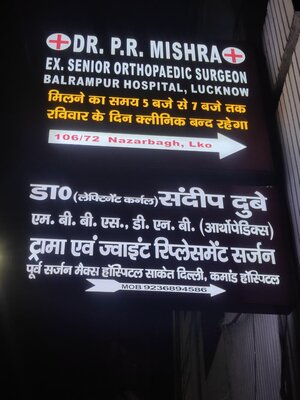 DR. P.R. MISHRA
EX. SENIOR ORTHOPAEDIC SURGEON
BALRAMPUR HOSPITAL, LUCKNOW
मिलने का समय 5 बजे से 7 बजे तक
रविवार के दिन क्लीनिक बन्द रहेगा
106/72 Nazarbagh, Lko
डा0 (लेफ्टिनेंट कर्नल) संदीप दुबे
एम. बी. बी. एस., डी. एन. बी. (आर्थोपेडिक्स)
ट्रामा एवं ज्वाइंट रिप्लेसमेंट सर्जन
पूर्व सर्जन मैक्स हॉस्पिटल साकेत दिल्ली, कमांड हॉस्पिटल
MOB 9236894586